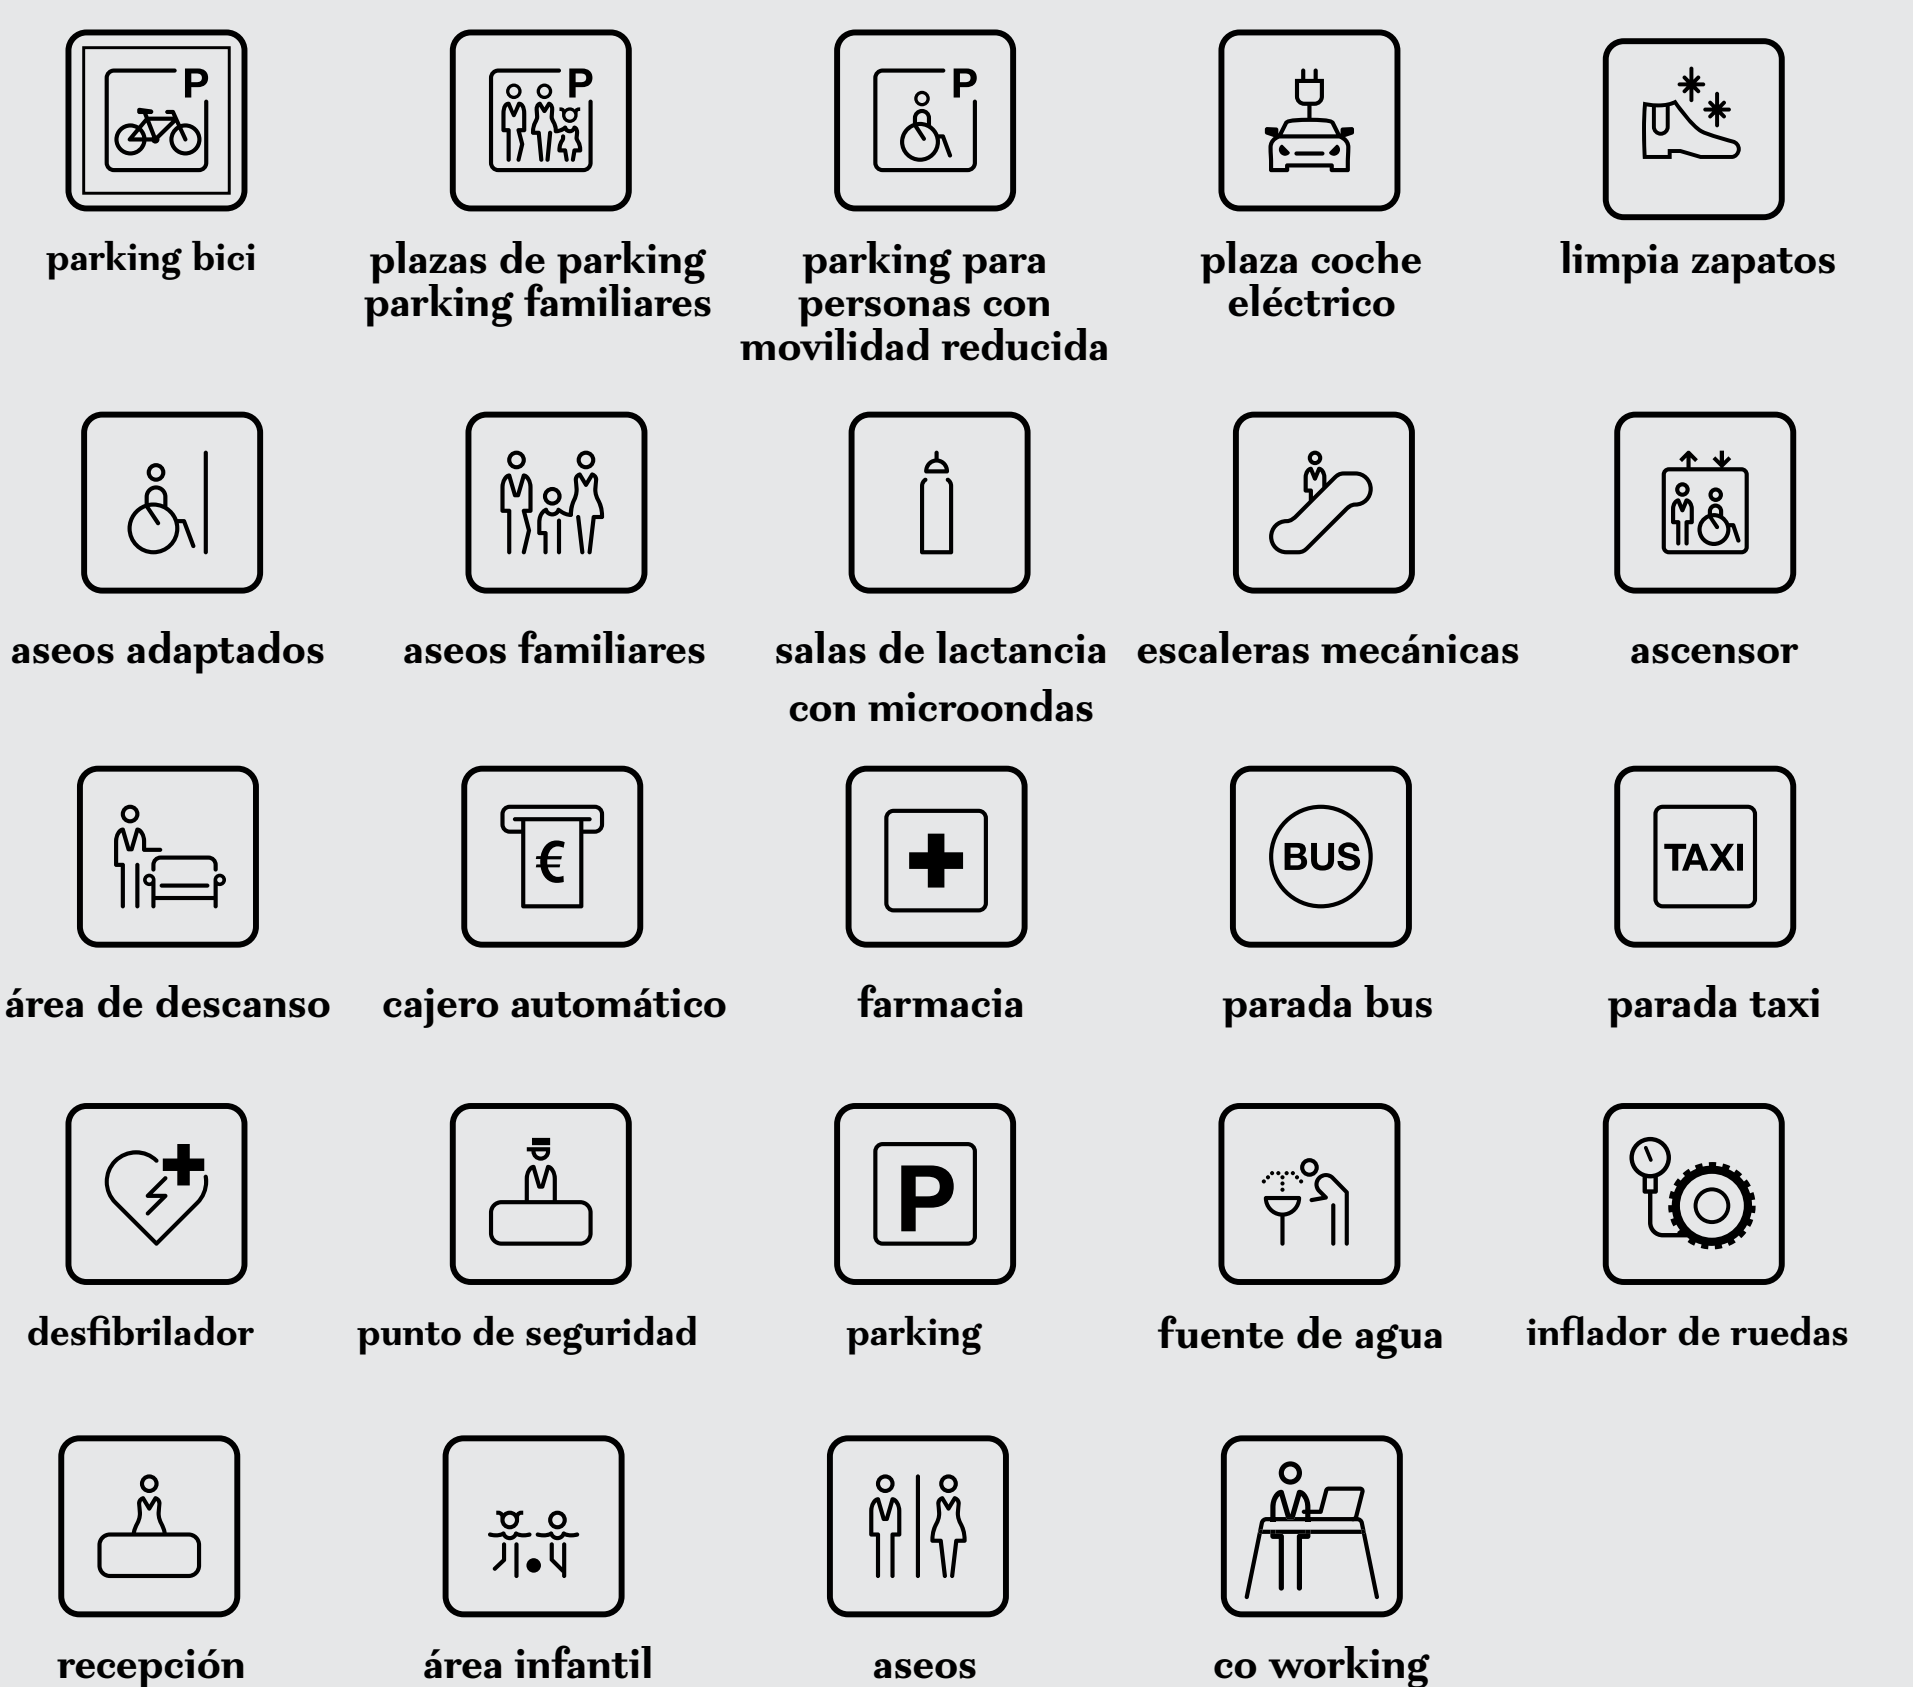 P
P
P
parking bici
plazas de parking
parking familiares
parking para
personas con
movilidad reducida
plaza coche
eléctrico
limpia zapatos
aseos adaptados
aseos familiares
salas de lactancia
con microondas
escaleras mecánicas
ascensor
€
BUS
TAXI
área de descanso
cajero automático
farmacia
parada bus
parada taxi
P
desfibrilador
punto de seguridad
parking
fuente de agua
inflador de ruedas
recepción
área infantil
aseos
co working